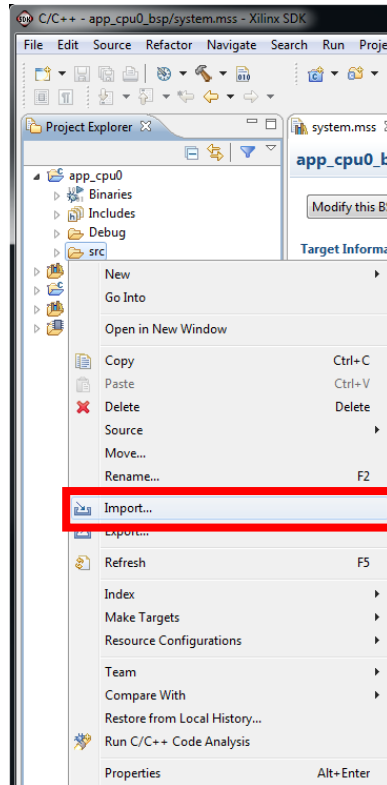 C/C++ - app_cpu0_bsp/system.mss - Xilinx SDK
File Edit Source Refactor Navigate Search Run Proje
Project Explorer
system.mss
app_cpu0_b
app_cpu0
Binaries
Includes
Modify this BS
Debug
Target Informa
src
New
Go Into
Open in New Window
Copy Ctrl+C
Paste Ctrl+V
Delete Delete
Source
Move...
Rename... F2
Import...
Export...
Refresh F5
Index
Make Targets
Resource Configurations
Team
Compare With
Restore from Local History...
Run C/C++ Code Analysis
Properties Alt+Enter